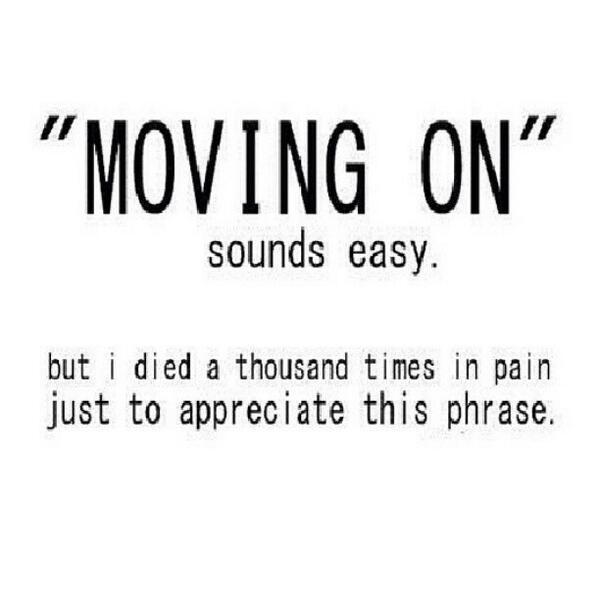 "MOVING ON"
sounds easy.
but i died a thousand times in pain
just to appreciate this phrase.